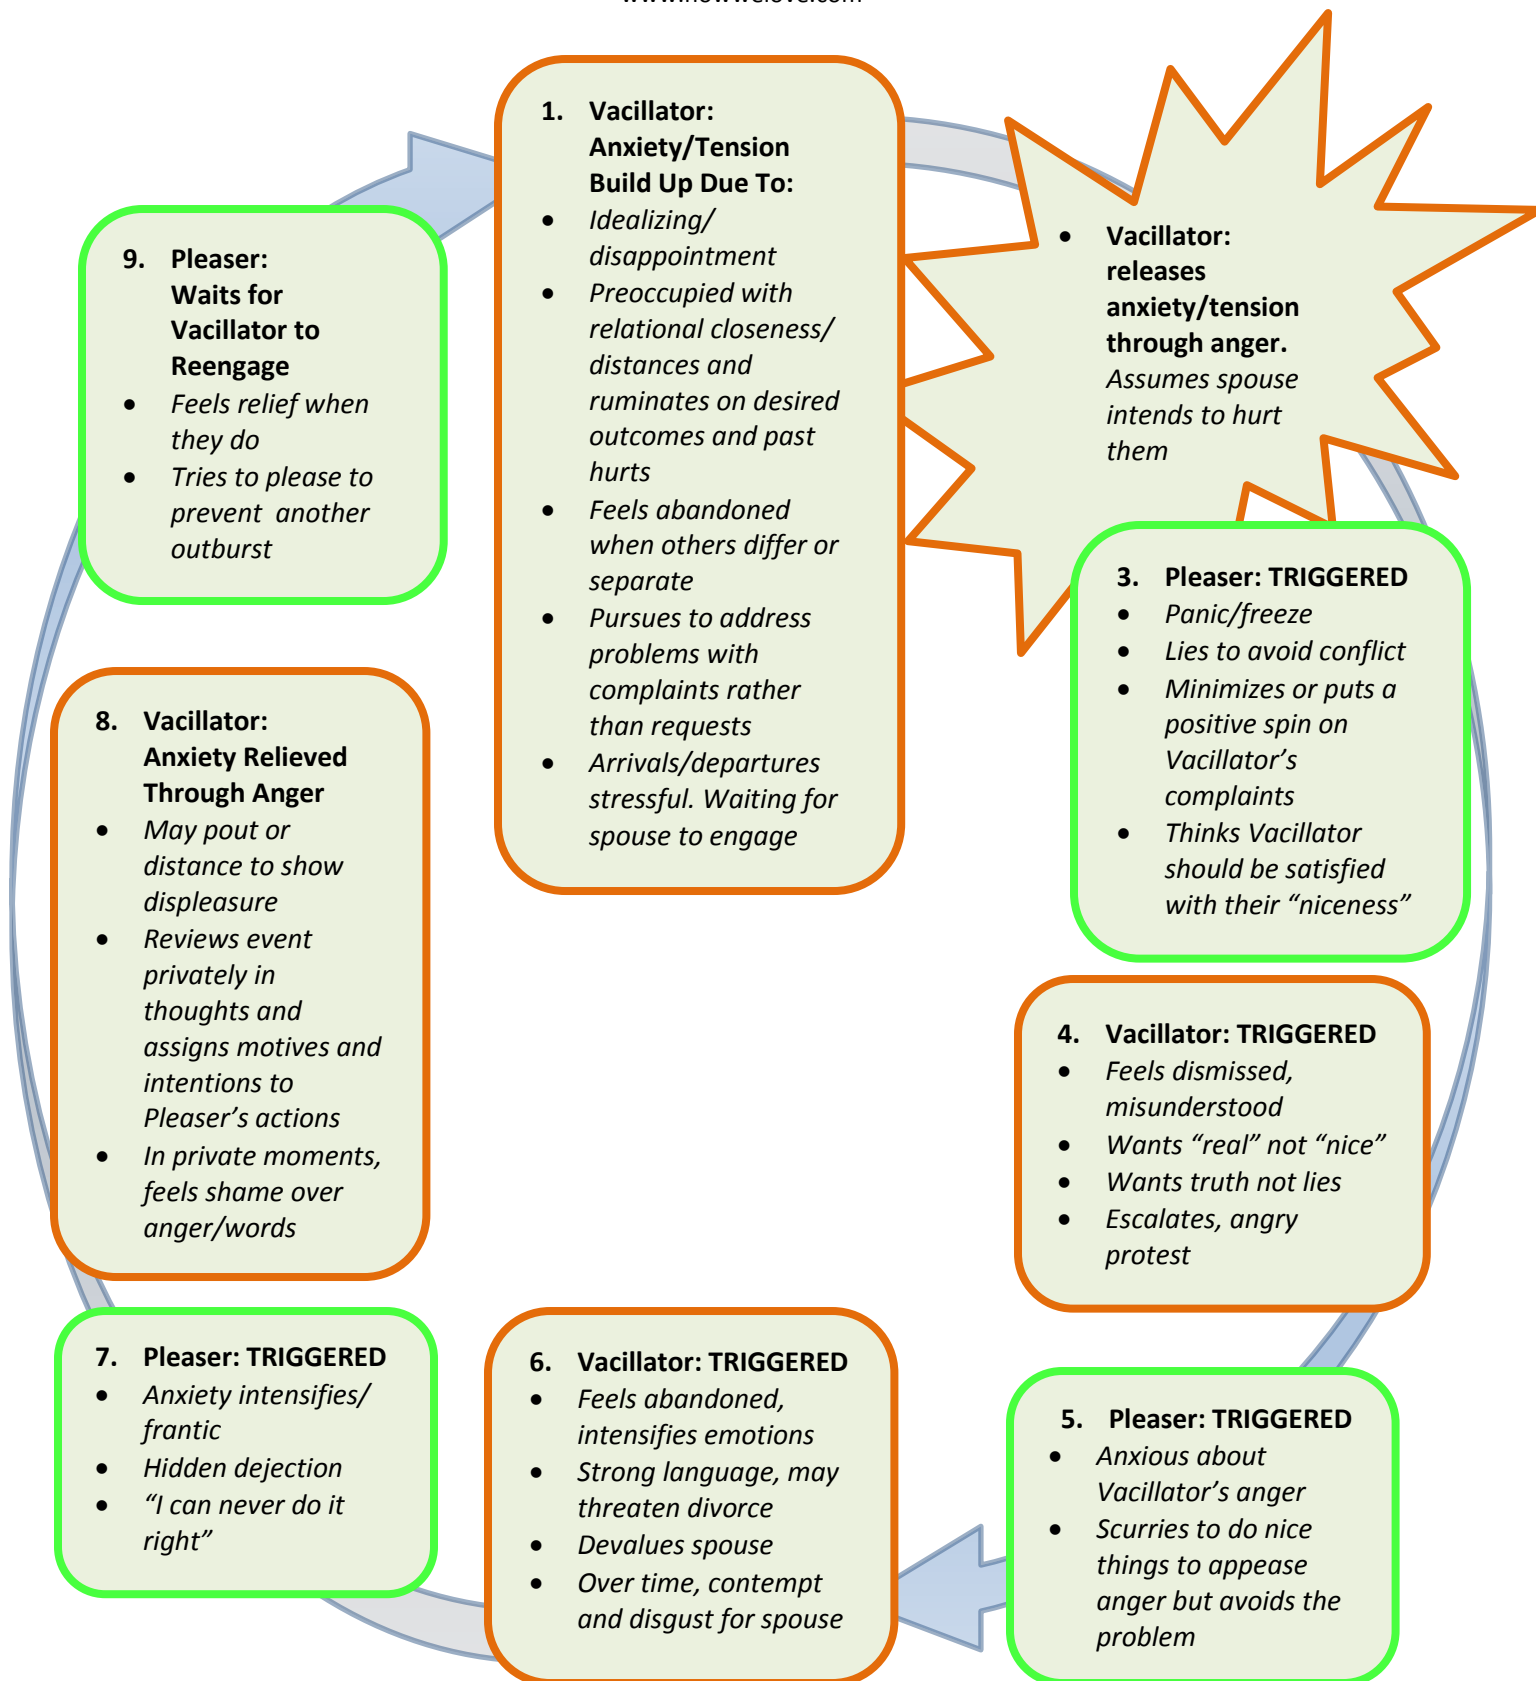 www.howwelove.com
1. Vacillator:
Anxiety/Tension
Build Up Due To:
• Idealizing/
disappointment
• Preoccupied with
relational closeness/
distances and
ruminates on desired
outcomes and past
hurts
• Feels abandoned
when others differ or
separate
• Pursues to address
problems with
complaints rather
than requests
• Arrivals/departures
stressful. Waiting for
spouse to engage
• Vacillator:
releases
anxiety/tension
through anger.
Assumes spouse
intends to hurt
them
3. Pleaser: TRIGGERED
• Panic/freeze
• Lies to avoid conflict
• Minimizes or puts a
positive spin on
Vacillator’s
complaints
• Thinks Vacillator
should be satisfied
with their “niceness”
4. Vacillator: TRIGGERED
• Feels dismissed,
misunderstood
• Wants “real” not “nice”
• Wants truth not lies
• Escalates, angry
protest
5. Pleaser: TRIGGERED
• Anxious about
Vacillator’s anger
• Scurries to do nice
things to appease
anger but avoids the
problem
6. Vacillator: TRIGGERED
• Feels abandoned,
intensifies emotions
• Strong language, may
threaten divorce
• Devalues spouse
• Over time, contempt
and disgust for spouse
7. Pleaser: TRIGGERED
• Anxiety intensifies/
frantic
• Hidden dejection
• “I can never do it
right”
8. Vacillator:
Anxiety Relieved
Through Anger
• May pout or
distance to show
displeasure
• Reviews event
privately in
thoughts and
assigns motives and
intentions to
Pleaser’s actions
• In private moments,
feels shame over
anger/words
9. Pleaser:
Waits for
Vacillator to
Reengage
• Feels relief when
they do
• Tries to please to
prevent another
outburst